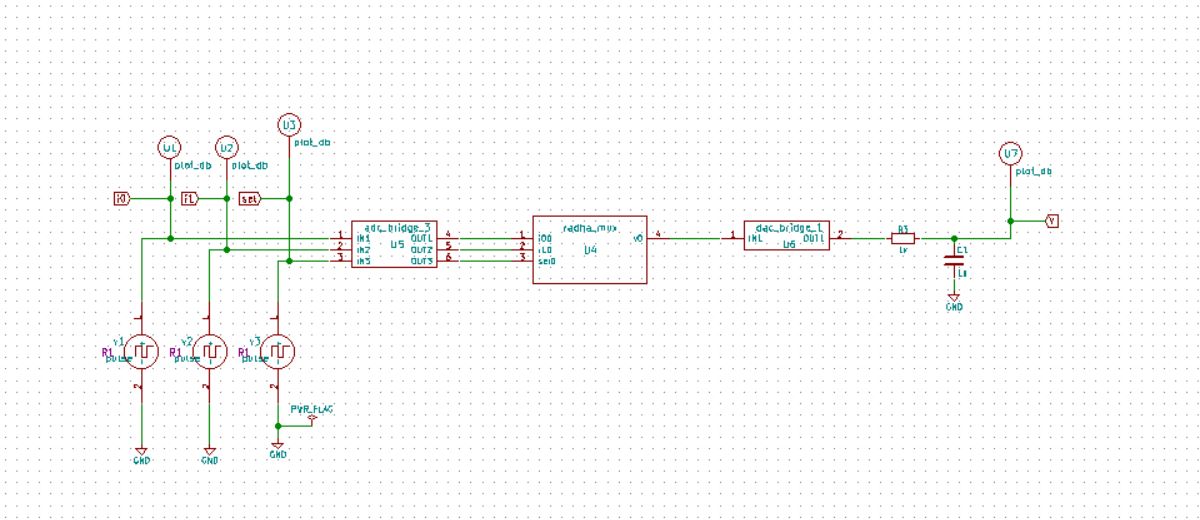 U3
plot_db
U1
plot_db
U2
plot_db
U7
plot_db
i0
i1
sel
Y
adc_bridge_3
U5
1 IN1 OUT1 4
2 IN2 OUT2 5
3 IN3 OUT3 6
radha_mux
U4
1 i00 y0 4
2 i10
3 sel0
dac_bridge_1
U6
1 IN1 OUT1 2
R3
1k
C1
GND
1
v1
R1
pulse
2
GND
1
v2
R1
pulse
2
GND
1
v3
R1
pulse
2
PWR_FLAG
GND